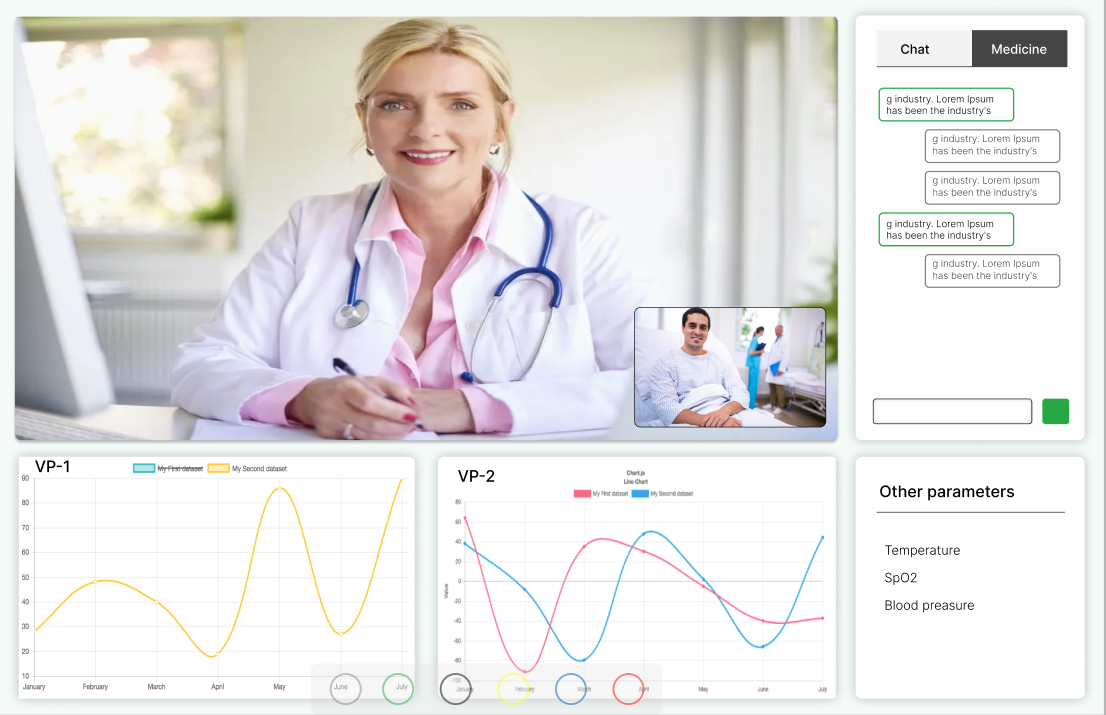 Chat
Medicine
g industry. Lorem Ipsum
has been the industry's
g industry. Lorem Ipsum
has been the industry's
g industry. Lorem Ipsum
has been the industry's
g industry. Lorem Ipsum
has been the industry's
g industry. Lorem Ipsum
has been the industry's
VP-1
My First dataset
My Second dataset
90
80
70
60
50
40
30
20
10
January
February
March
April
May
June
July
VP-2
Chart.js
Line Chart
My First dataset
My Second dataset
Value
80
60
40
20
0
-20
-40
-60
-80
-100
January
February
March
April
May
June
July
Other parameters
Temperature
SpO2
Blood preasure